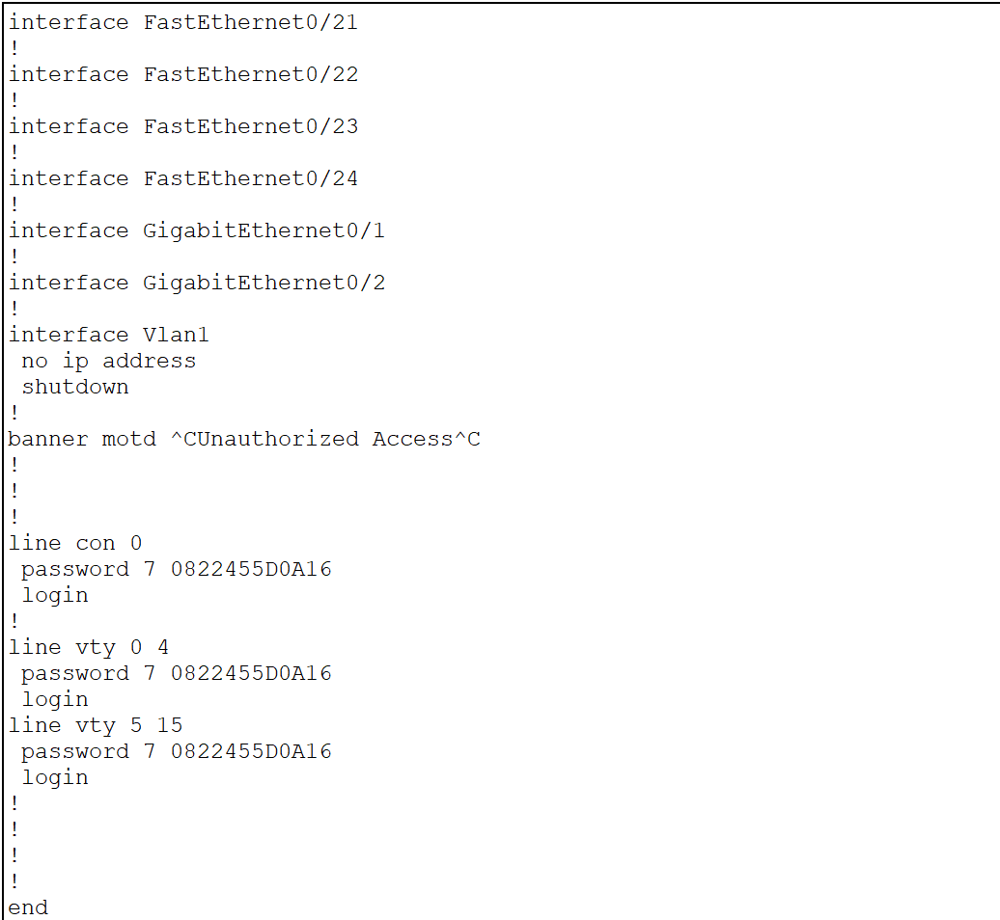 interface FastEthernet0/21
!
interface FastEthernet0/22
!
interface FastEthernet0/23
!
interface FastEthernet0/24
!
interface GigabitEthernet0/1
!
interface GigabitEthernet0/2
!
interface Vlan1
 no ip address
 shutdown
!
banner motd ^CUnauthorized Access^C
!
!
!
line con 0
 password 7 0822455D0A16
 login
!
line vty 0 4
 password 7 0822455D0A16
 login
line vty 5 15
 password 7 0822455D0A16
 login
!
!
!
!
end